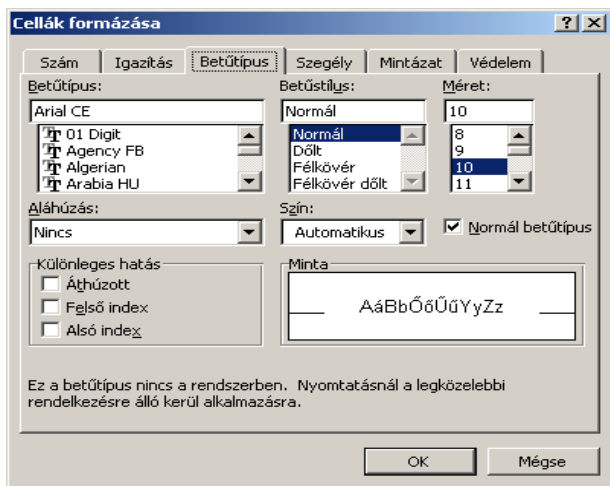 Cellák formázása
Szám Igazítás Betűtípus Szegély Mintázat Védelem
Betűtípus: Betűstílus: Méret:
Arial CE Normál 10
01 Digit Normál 8
Agency FB Dőlt 9
Algerian Félkövér 10
Arabia HU Félkövér dőlt 11
Aláhúzás: Szín:
Nincs Automatikus Normál betűtípus
Különleges hatás Minta
Áthúzott
Felső index AáBbŐőŰűYyZz
Alsó index
Ez a betűtípus nincs a rendszerben. Nyomtatásnál a legközelebbi
rendelkezésre álló kerül alkalmazásra.
OK Mégse